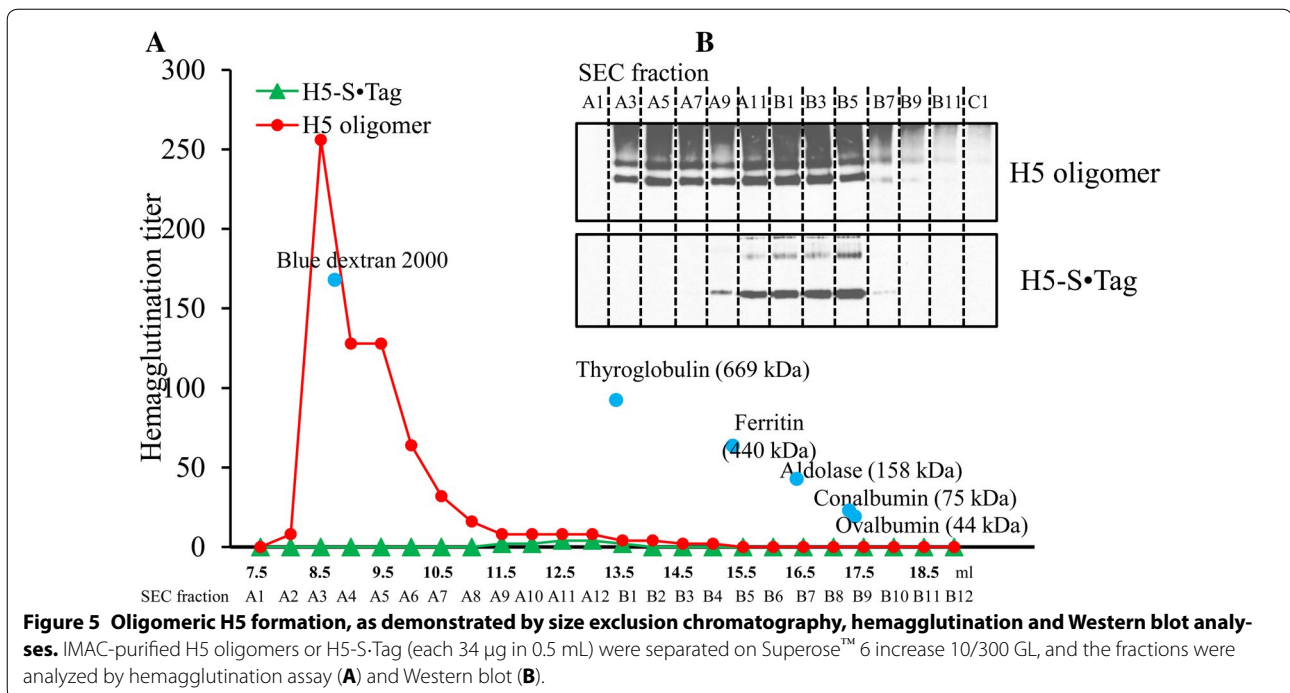 A
B
300
250
200
150
100
50
0
Hemagglutination titer
H5-S•Tag
H5 oligomer
Blue dextran 2000
SEC fraction
A1 A3 A5 A7 A9 A11 B1 B3 B5 B7 B9 B11 C1
H5 oligomer
H5-S•Tag
Thyroglobulin (669 kDa)
Ferritin
(440 kDa)
Aldolase (158 kDa)
Conalbumin (75 kDa)
Ovalbumin (44 kDa)
7.5 8.5 9.5 10.5 11.5 12.5 13.5 14.5 15.5 16.5 17.5 18.5 ml
SEC fraction A1 A2 A3 A4 A5 A6 A7 A8 A9 A10 A11 A12 B1 B2 B3 B4 B5 B6 B7 B8 B9 B10 B11 B12
Figure 5 Oligomeric H5 formation, as demonstrated by size exclusion chromatography, hemagglutination and Western blot analy-
ses. IMAC-purified H5 oligomers or H5-S·Tag (each 34 µg in 0.5 mL) were separated on Superose™ 6 increase 10/300 GL, and the fractions were
analyzed by hemagglutination assay (A) and Western blot (B).